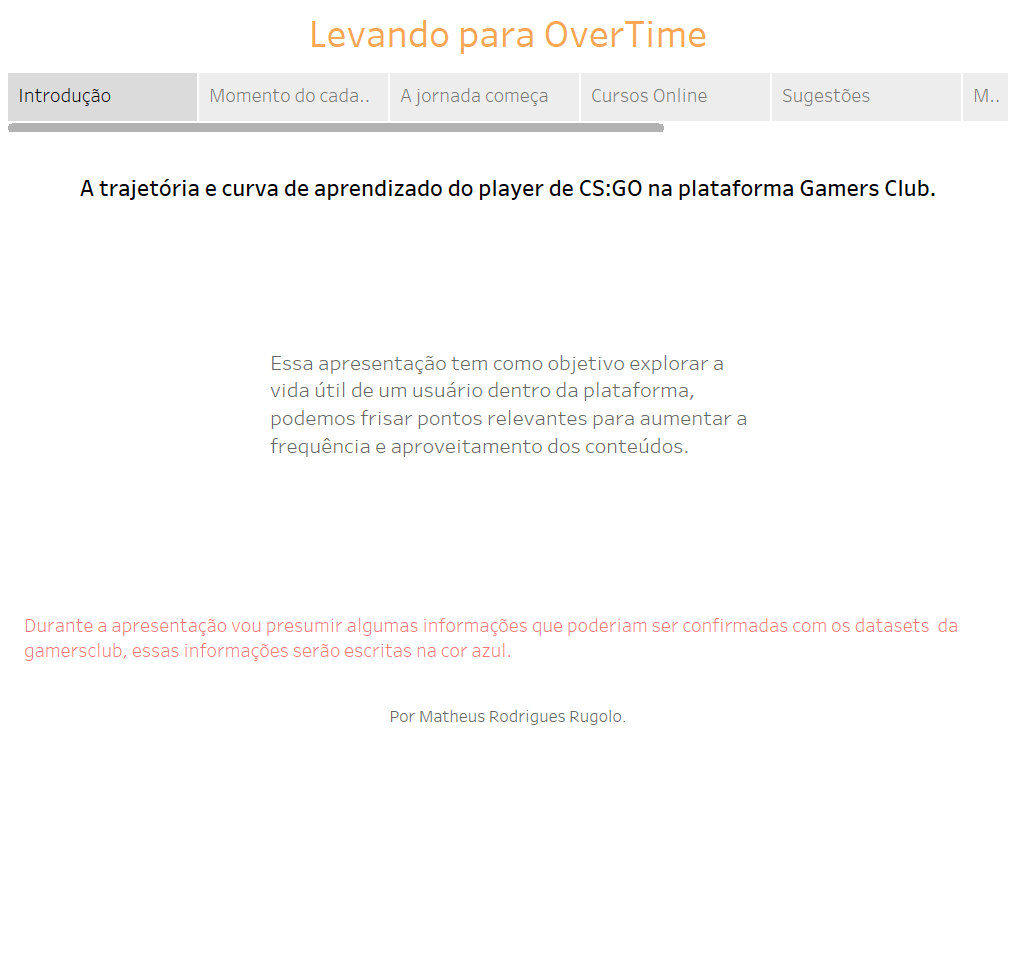 Levando para OverTime
Introdução
Momento do cada..
A jornada começa
Cursos Online
Sugestões
M..
A trajetória e curva de aprendizado do player de CS:GO na plataforma Gamers Club.
Essa apresentação tem como objetivo explorar a
vida útil de um usuário dentro da plataforma,
podemos frisar pontos relevantes para aumentar a
frequência e aproveitamento dos conteúdos.
Durante a apresentação vou presumir algumas informações que poderiam ser confirmadas com os datasets  da
gamersclub, essas informações serão escritas na cor azul.
Por Matheus Rodrigues Rugolo.